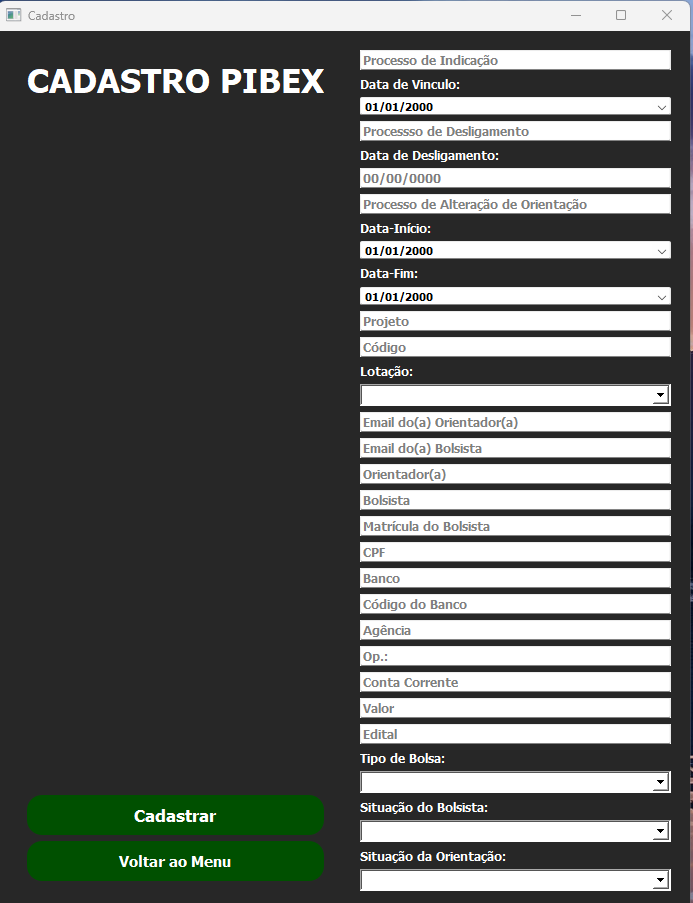 Cadastro
CADASTRO PIBEX
Cadastrar
Voltar ao Menu
Processo de Indicação
Data de Vinculo:
01/01/2000
Processso de Desligamento
Data de Desligamento:
00/00/0000
Processo de Alteração de Orientação
Data-Início:
01/01/2000
Data-Fim:
01/01/2000
Projeto
Código
Lotação:
Email do(a) Orientador(a)
Email do(a) Bolsista
Orientador(a)
Bolsista
Matrícula do Bolsista
CPF
Banco
Código do Banco
Agência
Op.:
Conta Corrente
Valor
Edital
Tipo de Bolsa:
Situação do Bolsista:
Situação da Orientação: